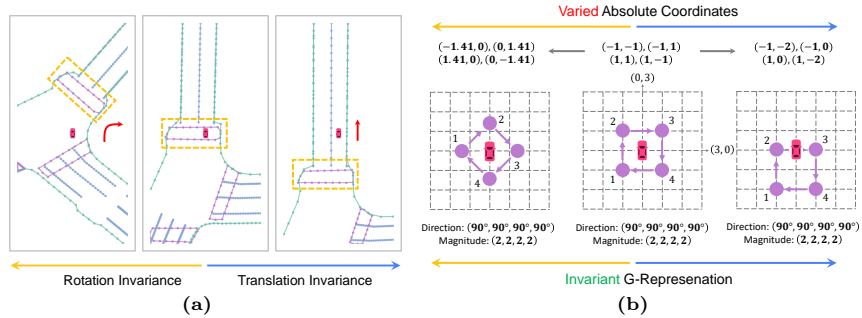 Varied Absolute Coordinates
(−1.41, 0), (0, 1.41)
(1.41, 0), (0, −1.41)
(−1, −1), (−1, 1)
(1, 1), (1, −1)
(−1, −2), (−1, 0)
(1, 0), (1, −2)
(0, 3)
(3, 0)
1
2
3
4
2
3
1
4
2
3
1
4
Direction: (90°, 90°, 90°, 90°)
Magnitude: (2, 2, 2, 2)
Direction: (90°, 90°, 90°, 90°)
Magnitude: (2, 2, 2, 2)
Direction: (90°, 90°, 90°, 90°)
Magnitude: (2, 2, 2, 2)
Rotation Invariance
Translation Invariance
Invariant G-Represenation
(a)
(b)